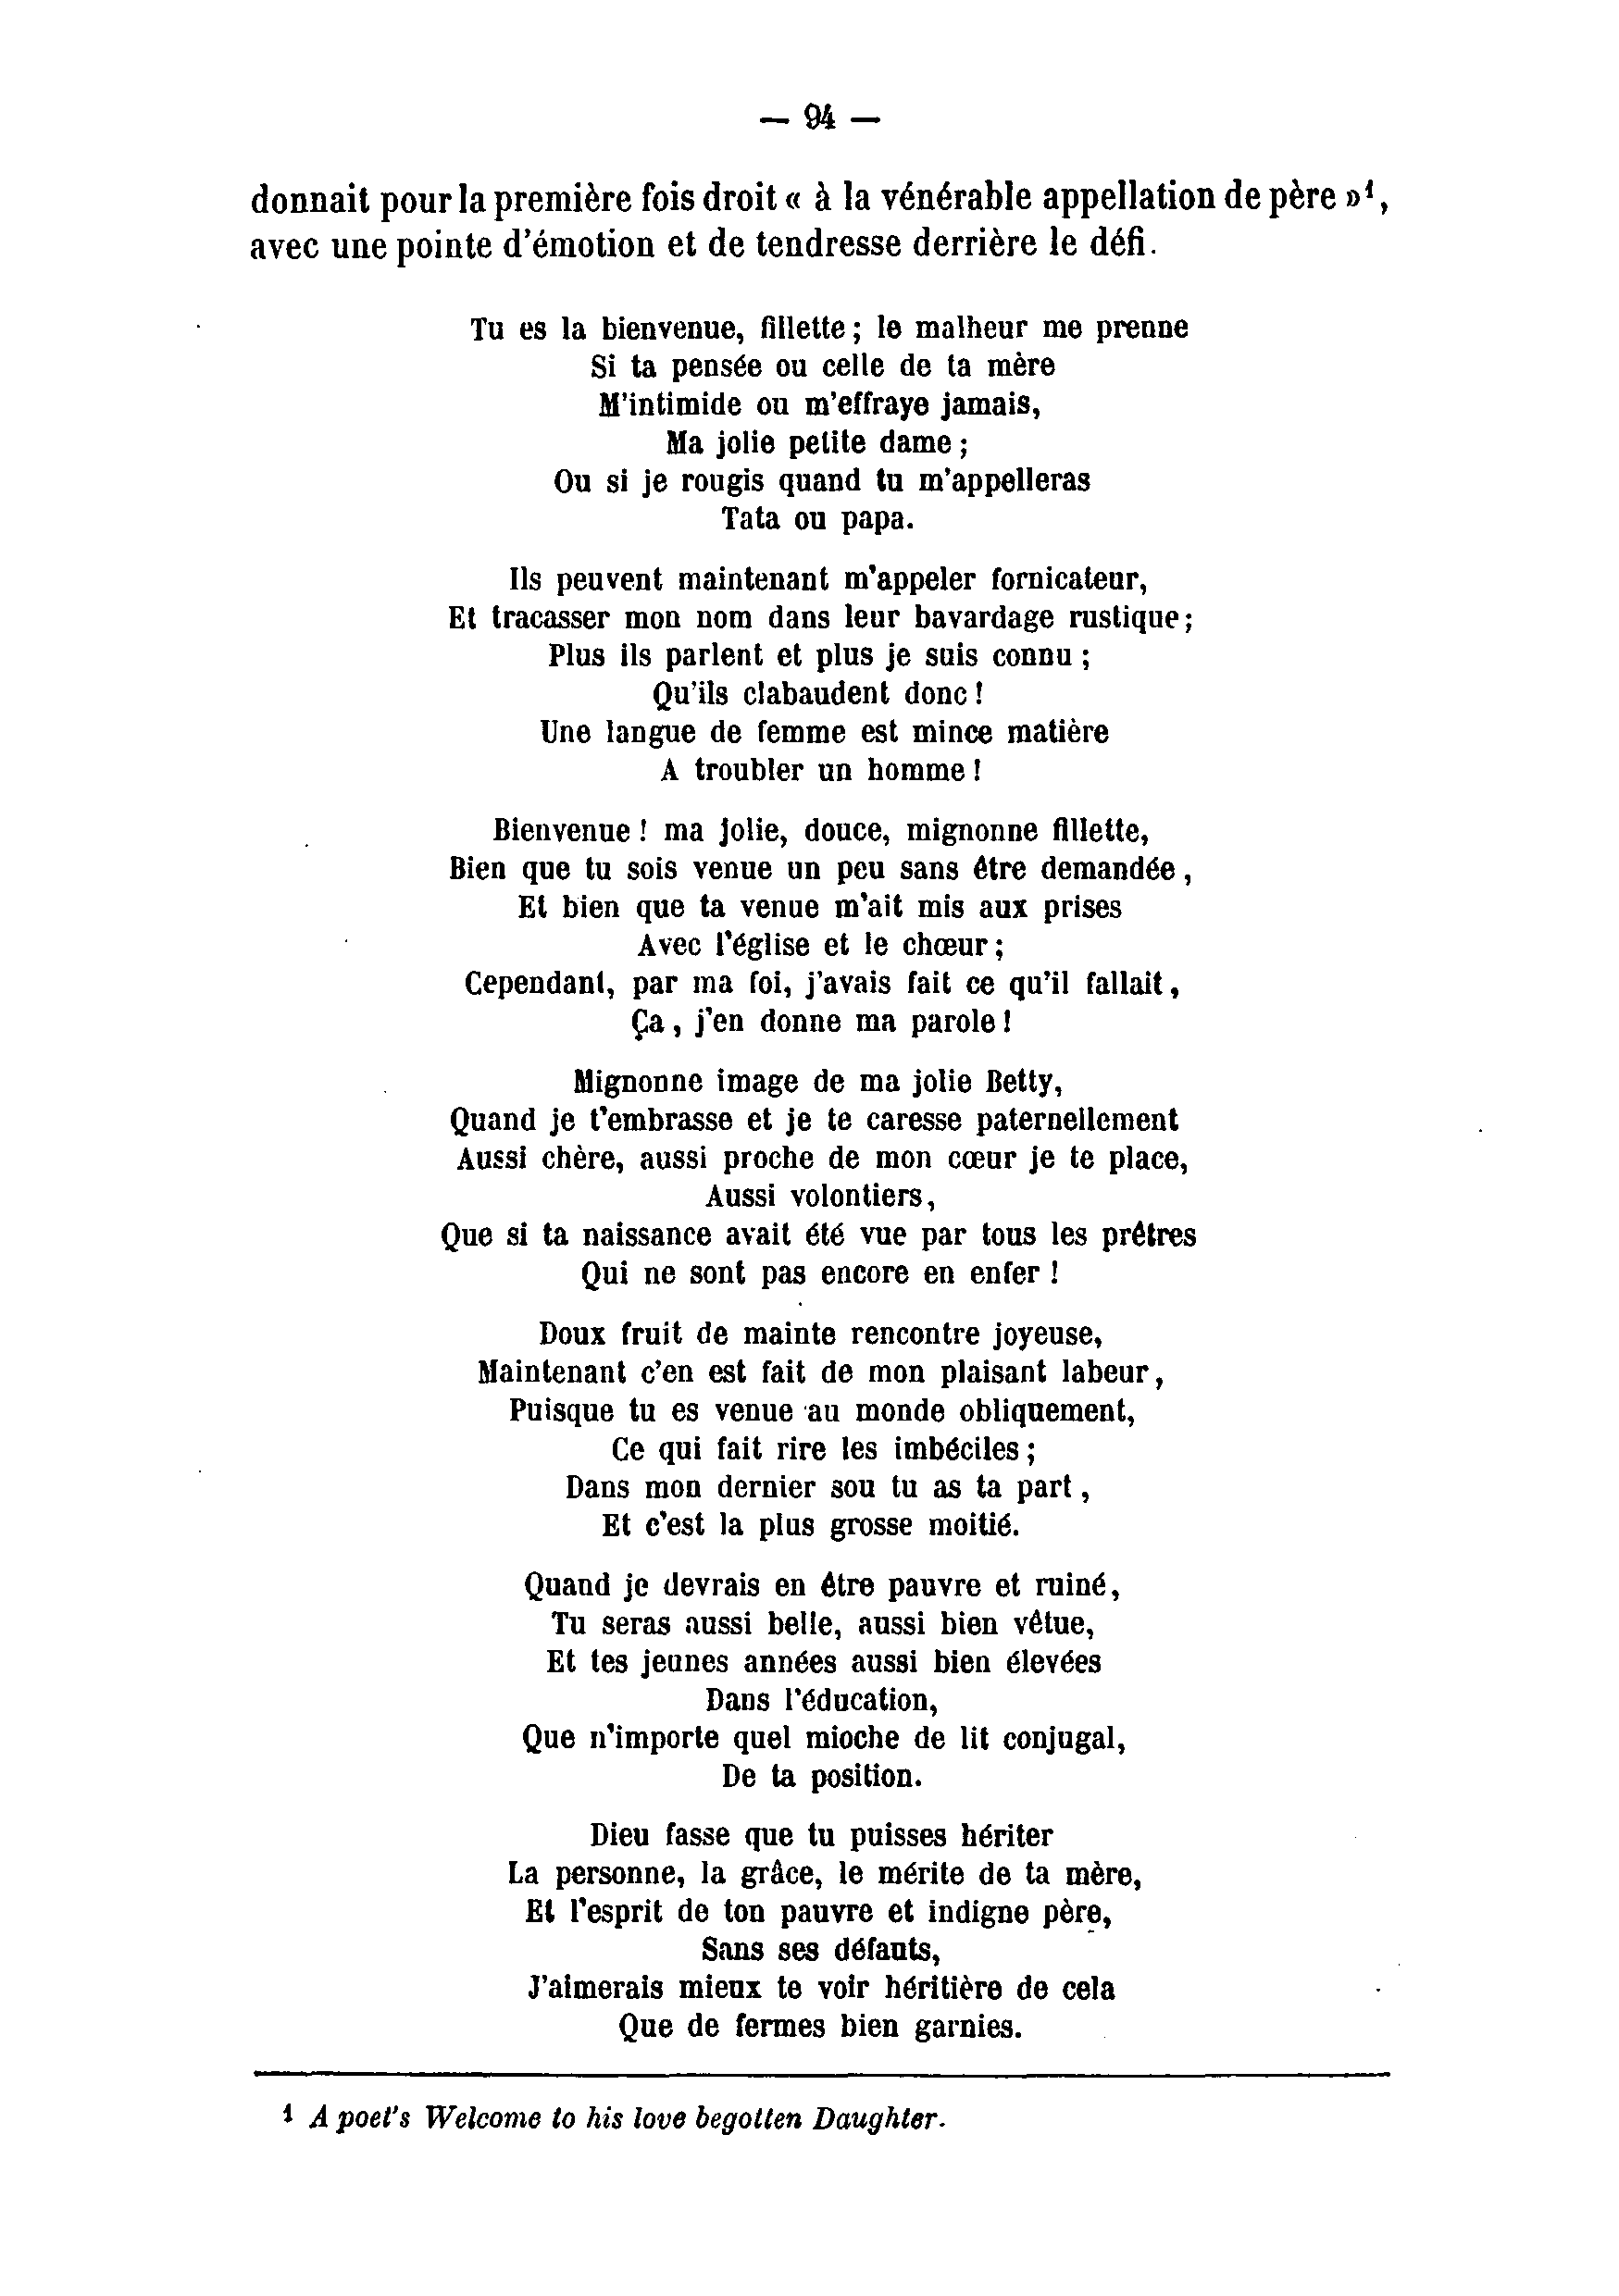 — 94 —
donnait pour la première fois droit « à la vénérable appellation de père »¹,
avec une pointe d'émotion et de tendresse derrière le défi.
Tu es la bienvenue, fillette ; le malheur me prenne
Si ta pensée ou celle de ta mère
M'intimide ou m'effraye jamais,
Ma jolie petite dame ;
Ou si je rougis quand tu m'appelleras
Tata ou papa.
Ils peuvent maintenant m'appeler fornicateur,
Et tracasser mon nom dans leur bavardage rustique ;
Plus ils parlent et plus je suis connu ;
Qu'ils clabaudent donc !
Une langue de femme est mince matière
A troubler un homme !
Bienvenue ! ma jolie, douce, mignonne fillette,
Bien que tu sois venue un peu sans être demandée,
Et bien que ta venue m'ait mis aux prises
Avec l'église et le chœur ;
Cependant, par ma foi, j'avais fait ce qu'il fallait,
Ça, j'en donne ma parole !
Mignonne image de ma jolie Betty,
Quand je t'embrasse et je te caresse paternellement
Aussi chère, aussi proche de mon cœur je te place,
Aussi volontiers,
Que si ta naissance avait été vue par tous les prêtres
Qui ne sont pas encore en enfer !
Doux fruit de mainte rencontre joyeuse,
Maintenant c'en est fait de mon plaisant labeur,
Puisque tu es venue au monde obliquement,
Ce qui fait rire les imbéciles ;
Dans mon dernier sou tu as ta part,
Et c'est la plus grosse moitié.
Quand je devrais en être pauvre et ruiné,
Tu seras aussi belle, aussi bien vêtue,
Et tes jeunes années aussi bien élevées
Dans l'éducation,
Que n'importe quel mioche de lit conjugal,
De ta position.
Dieu fasse que tu puisses hériter
La personne, la grâce, le mérite de ta mère,
Et l'esprit de ton pauvre et indigne père,
Sans ses défauts,
J'aimerais mieux te voir héritière de cela
Que de fermes bien garnies.
¹ A poet's Welcome to his love begotten Daughter.